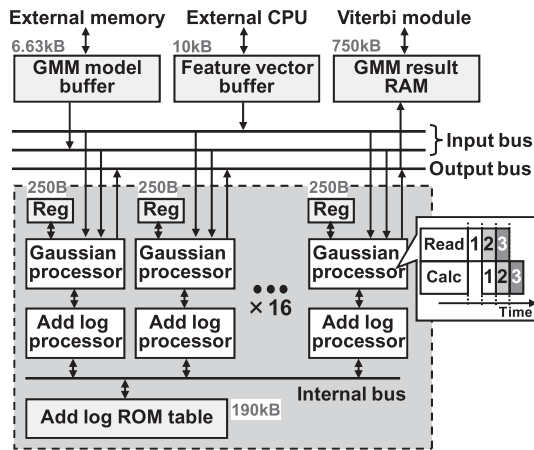 External memory
External CPU
Viterbi module
6.63kB
10kB
750kB
GMM model
buffer
Feature vector
buffer
GMM result
RAM
Input bus
Output bus
250B
250B
250B
Reg
Reg
Reg
Gaussian
processor
Gaussian
processor
Gaussian
processor
Read 1 2 3
Calc 1 2 3
Time
••• 
× 16
Add log
processor
Add log
processor
Add log
processor
Internal bus
Add log ROM table
190kB